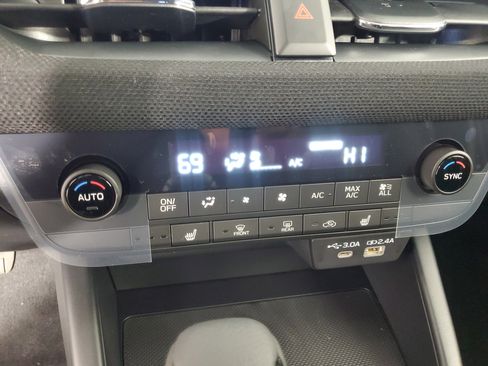 69 A/C HI
AUTO SYNC
ON/OFF A/C MAX A/C ALL
FRONT REAR
3.0A 2.4A